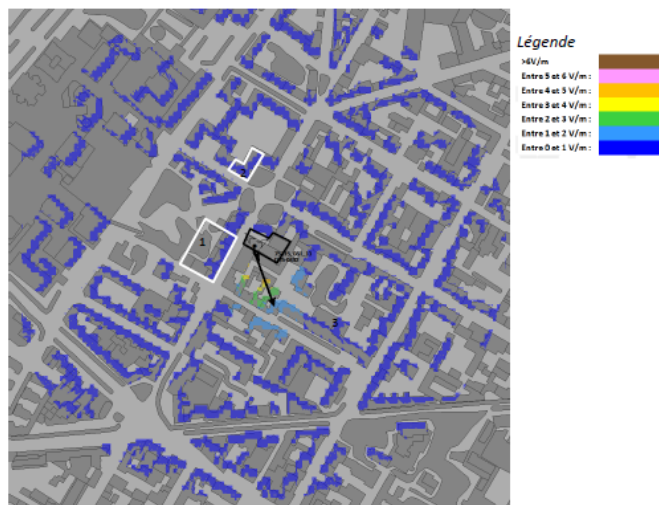 Légende
>6V/m
Entre 5 et 6 V/m :
Entre 4 et 5 V/m :
Entre 3 et 4 V/m :
Entre 2 et 3 V/m :
Entre 1 et 2 V/m :
Entre 0 et 1 V/m :
2
1
3